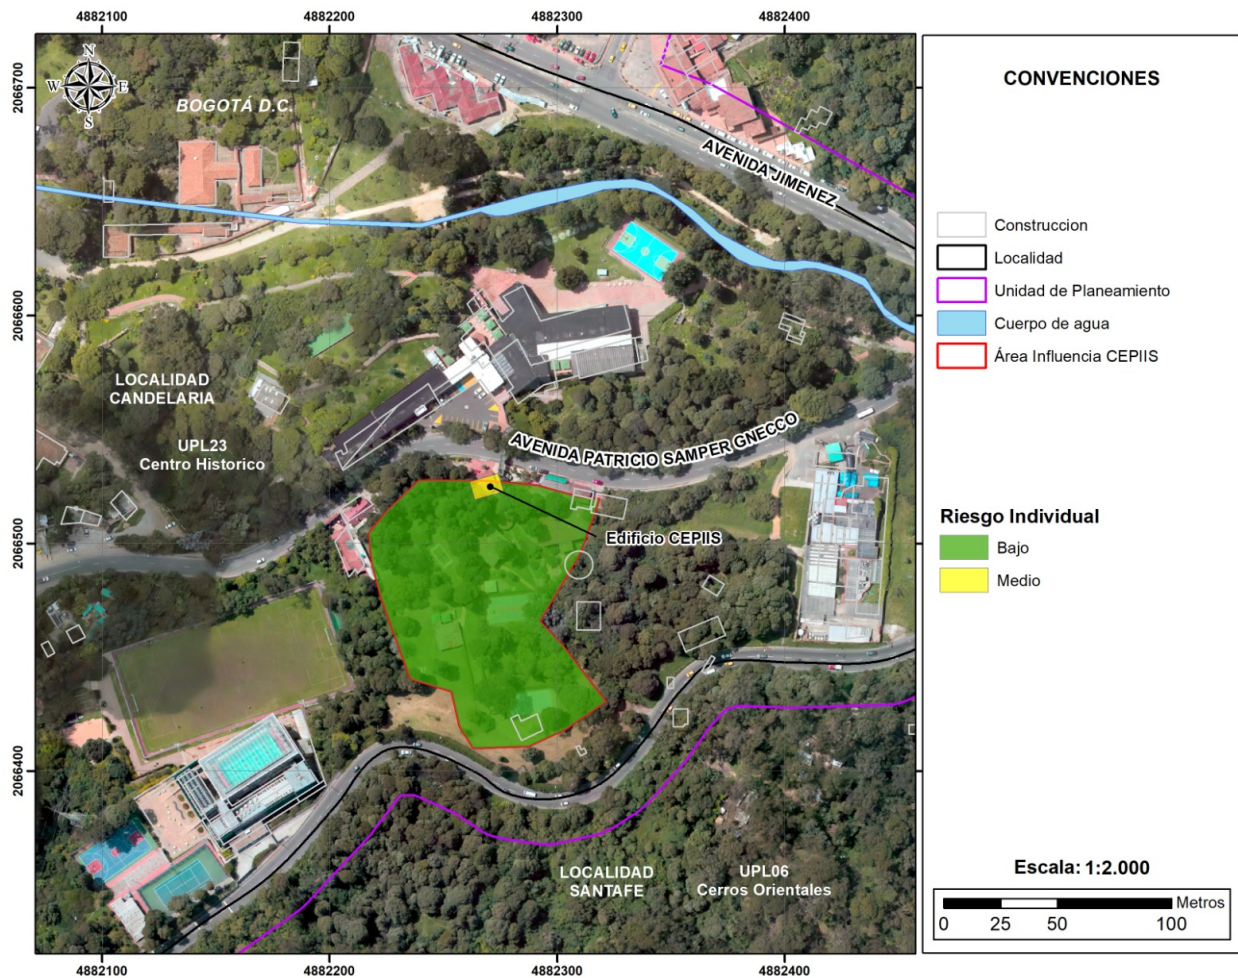 4882100
4882200
4882300
4882400
2066700
2066600
2066500
2066400
N
W
E
S
BOGOTÁ D.C.
AVENIDA JIMENEZ
LOCALIDAD
CANDELARIA
UPL23
Centro Historico
AVENIDA PATRICIO SAMPER GNECCO
Edificio CEPIIS
LOCALIDAD
SANTAFE
UPL06
Cerros Orientales
4882100
4882200
4882300
4882400
CONVENCIONES
Construccion
Localidad
Unidad de Planeamiento
Cuerpo de agua
Área Influencia CEPIIS
Riesgo Individual
Bajo
Medio
Escala: 1:2.000
Metros
0
25
50
100